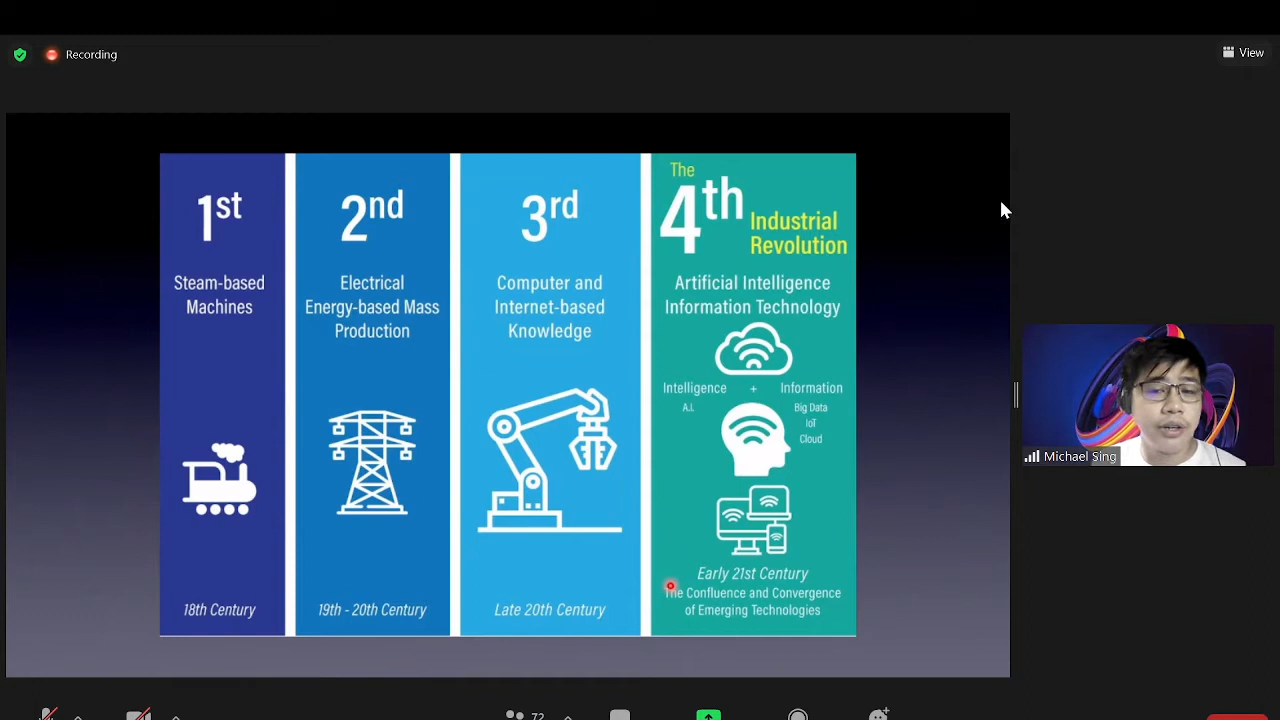 Recording
View
1st
Steam-based
Machines
18th Century
2nd
Electrical
Energy-based Mass
Production
19th - 20th Century
3rd
Computer and
Internet-based
Knowledge
Late 20th Century
The
4th
Industrial
Revolution
Artificial Intelligence
Information Technology
Intelligence + Information
A.I.
Big Data
IoT
Cloud
Early 21st Century
The Confluence and Convergence
of Emerging Technologies
Michael Sing
72